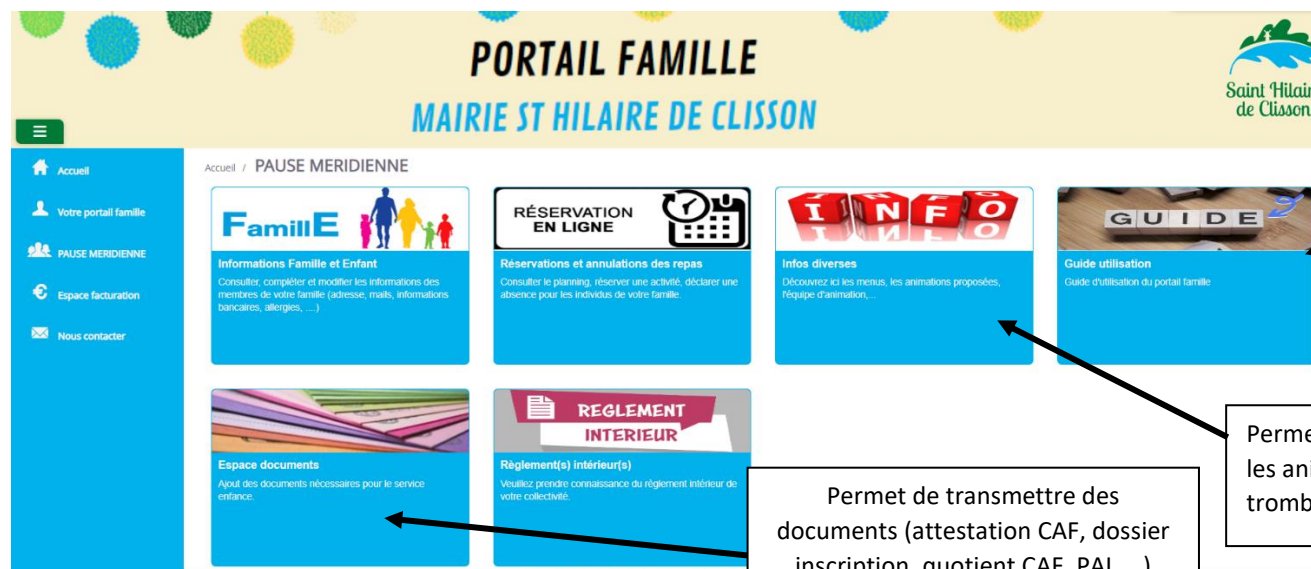 PORTAIL FAMILLE
MAIRIE ST HILAIRE DE CLISSON
Saint Hilaire
de Clisson
Accueil
Votre portail famille
PAUSE MERIDIENNE
Espace facturation
Nous contacter
Accueil / PAUSE MERIDIENNE
FamillE
Informations Famille et Enfant
Consulter, compléter et modifier les informations des
membres de votre famille (adresse, mails, informations
bancaires, allergies, ....)
RÉSERVATION
EN LIGNE
Réservations et annulations des repas
Consulter le planning, réserver une activité, déclarer une
absence pour les individus de votre famille.
INFO
Infos diverses
Découvrez ici les menus, les animations proposées,
l'équipe d'animation,...
GUIDE
Guide utilisation
Guide d'utilisation du portail famille
Espace documents
Ajout des documents nécessaires pour le service
enfance.
REGLEMENT
INTERIEUR
Règlement(s) intérieur(s)
Veuillez prendre connaissance du règlement intérieur de
votre collectivité.
Permet de transmettre des
documents (attestation CAF, dossier
inscription, quotient CAF, PAI, ...)
Perme
les ani
tromb